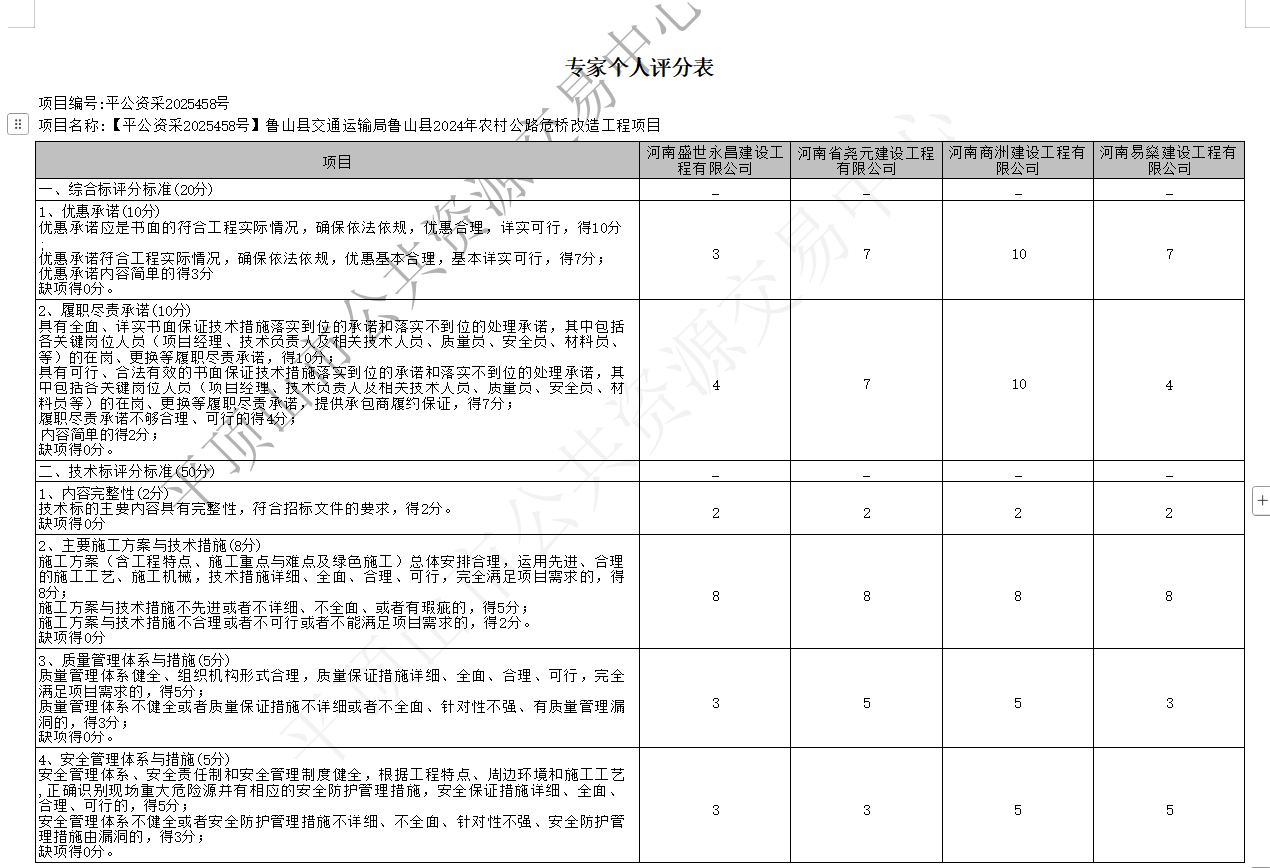 专家个人评分表
项目编号:平公资采2025458号
项目名称:【平公资采2025458号】鲁山县交通运输局鲁山县2024年农村公路危桥改造工程项目
项目
河南盛世永昌建设工
程有限公司
河南省尧元建设工程
有限公司
河南商洲建设工程有
限公司
河南易燊建设工程有
限公司
一、综合标评分标准(20分)
– – – –
1、优惠承诺(10分)
优惠承诺应是书面的符合工程实际情况，确保依法依规，优惠合理，详实可行，得10分
；
优惠承诺符合工程实际情况，确保依法依规，优惠基本合理，基本详实可行，得7分；
优惠承诺内容简单的得3分
缺项得0分。
3 7 10 7
2、履职尽责承诺(10分)
具有全面、详实书面保证技术措施落实到位的承诺和落实不到位的处理承诺，其中包括
各关键岗位人员（项目经理、技术负责人及相关技术人员、质量员、安全员、材料员、
等）的在岗、更换等履职尽责承诺，得10分；
具有可行、合法有效的书面保证技术措施落实到位的承诺和落实不到位的处理承诺，其
中包括各关键岗位人员（项目经理、技术负责人及相关技术人员、质量员、安全员、材
料员等）的在岗、更换等履职尽责承诺，提供承包商履约保证，得7分；
履职尽责承诺不够合理、可行的得4分；
内容简单的得2分；
缺项得0分。
4 7 10 4
二、技术标评分标准(50分)
– – – –
1、内容完整性(2分)
技术标的主要内容具有完整性，符合招标文件的要求，得2分。
缺项得0分
2 2 2 2
2、主要施工方案与技术措施(8分)
施工方案（含工程特点、施工重点与难点及绿色施工）总体安排合理，运用先进、合理
的施工工艺、施工机械，技术措施详细、全面、合理、可行，完全满足项目需求的，得
8分；
施工方案与技术措施不先进或者不详细、不全面、或者有瑕疵的，得5分；
施工方案与技术措施不合理或者不可行或者不能满足项目需求的，得2分。
缺项得0分
8 8 8 8
3、质量管理体系与措施(5分)
质量管理体系健全、组织机构形式合理，质量保证措施详细、全面、合理、可行，完全
满足项目需求的，得5分；
质量管理体系不健全或者质量保证措施不详细或者不全面、针对性不强、有质量管理漏
洞的，得3分；
缺项得0分。
3 5 5 3
4、安全管理体系与措施(5分)
安全管理体系、安全责任制和安全管理制度健全，根据工程特点、周边环境和施工工艺
,正确识别现场重大危险源并有相应的安全防护管理措施，安全保证措施详细、全面、
合理、可行的，得5分；
安全管理体系不健全或者安全防护管理措施不详细、不全面、针对性不强、安全防护管
理措施由漏洞的，得3分；
缺项得0分。
3 3 5 5
平顶山市公共资源交易中心
平顶山市公共资源交易中心